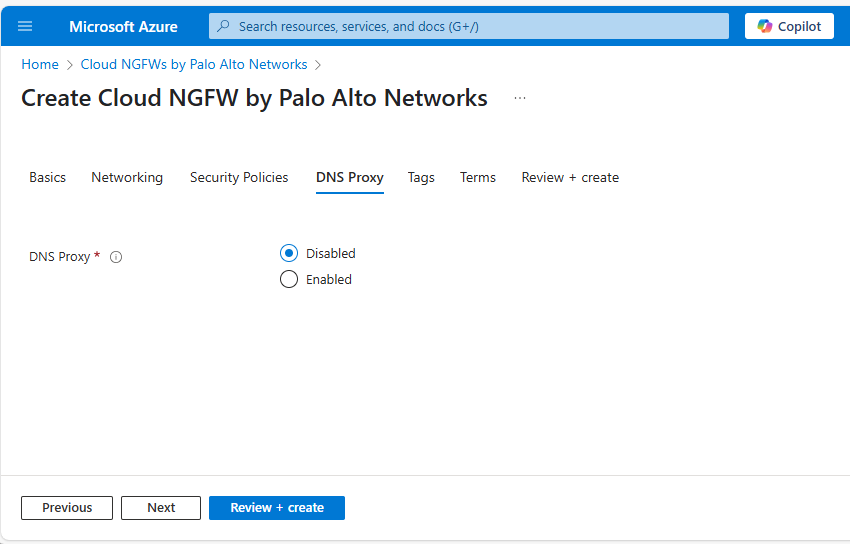 Microsoft Azure
Search resources, services, and docs (G+/)
Copilot
Home > Cloud NGFWs by Palo Alto Networks >
Create Cloud NGFW by Palo Alto Networks ...
Basics Networking Security Policies DNS Proxy Tags Terms Review + create
DNS Proxy *
Disabled
Enabled
Previous Next Review + create